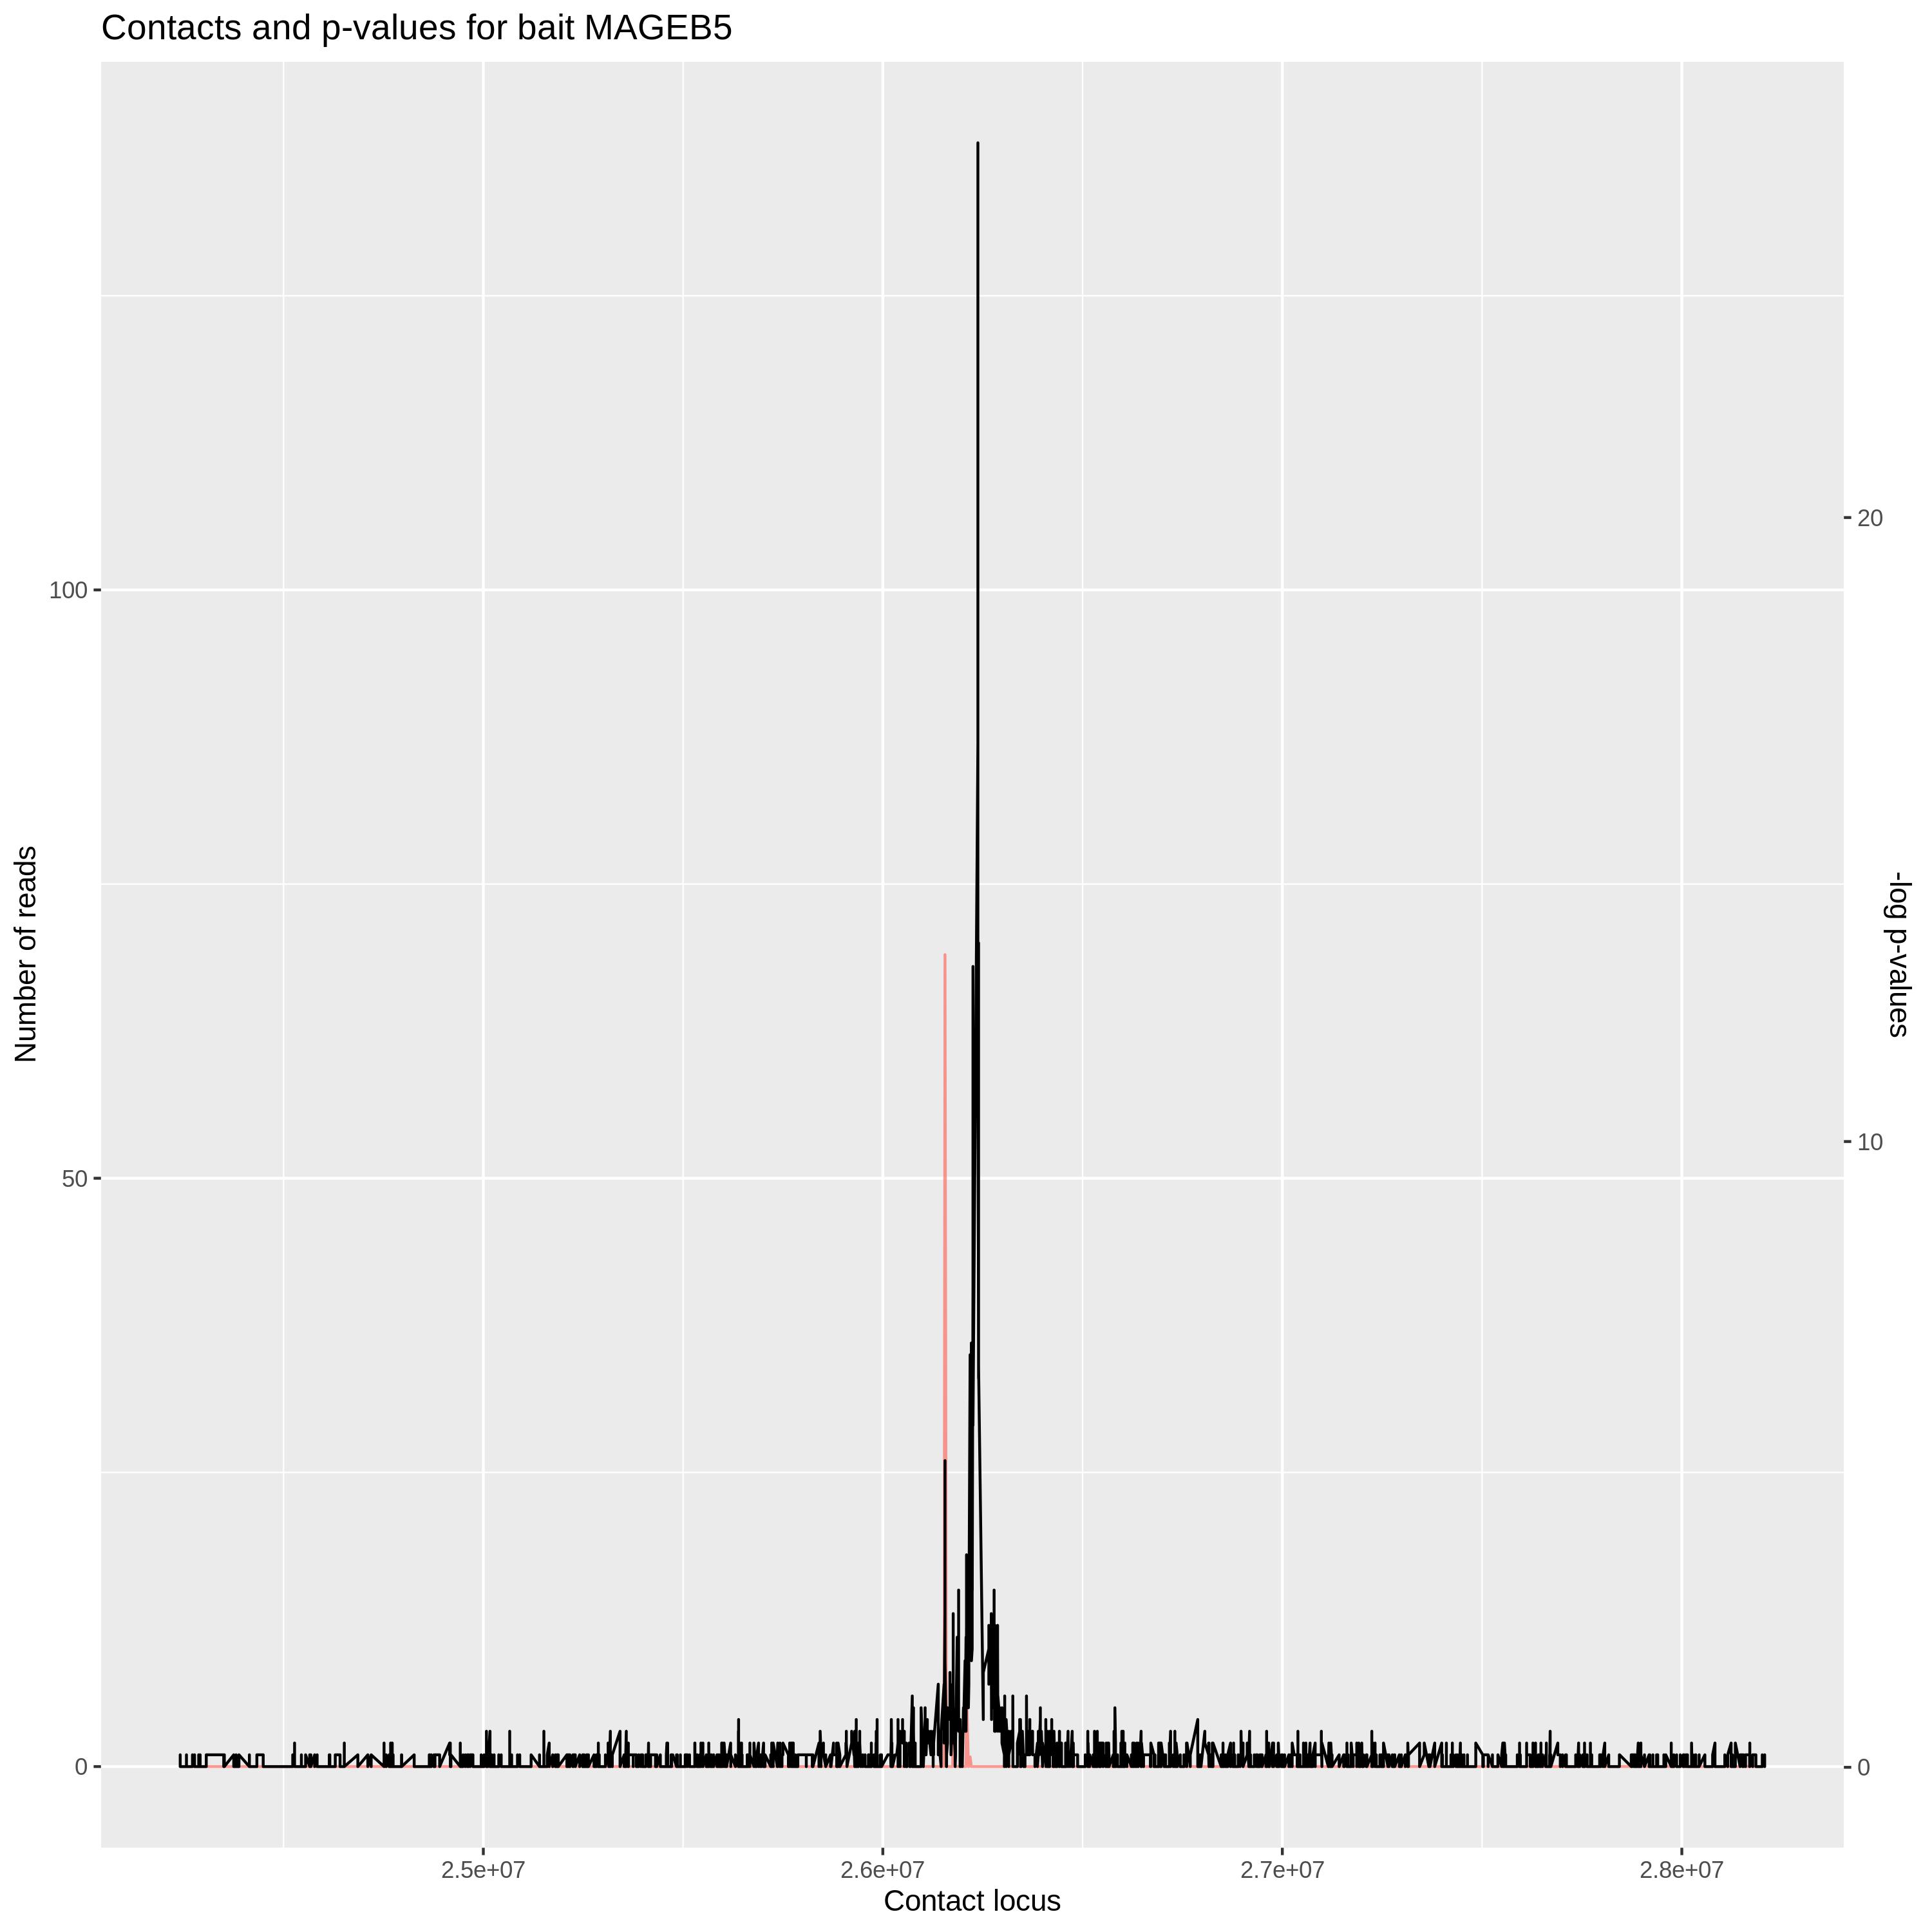 Contacts and p-values for bait MAGEB5
Number of reads
100
50
0
20
10
0
-log p-values
2.5e+07
2.6e+07
2.7e+07
2.8e+07
Contact locus